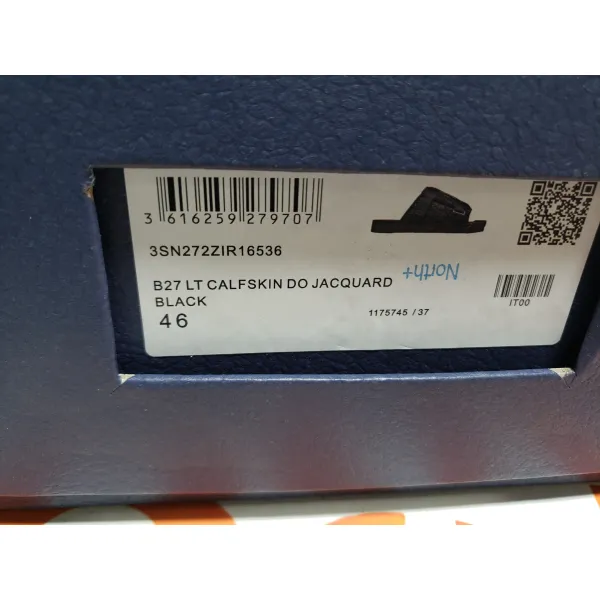 3 616259 279707
3SN272ZIR16536
B27 LT CALFSKIN DO JACQUARD
BLACK
46
North+
1175745 / 37
IT00